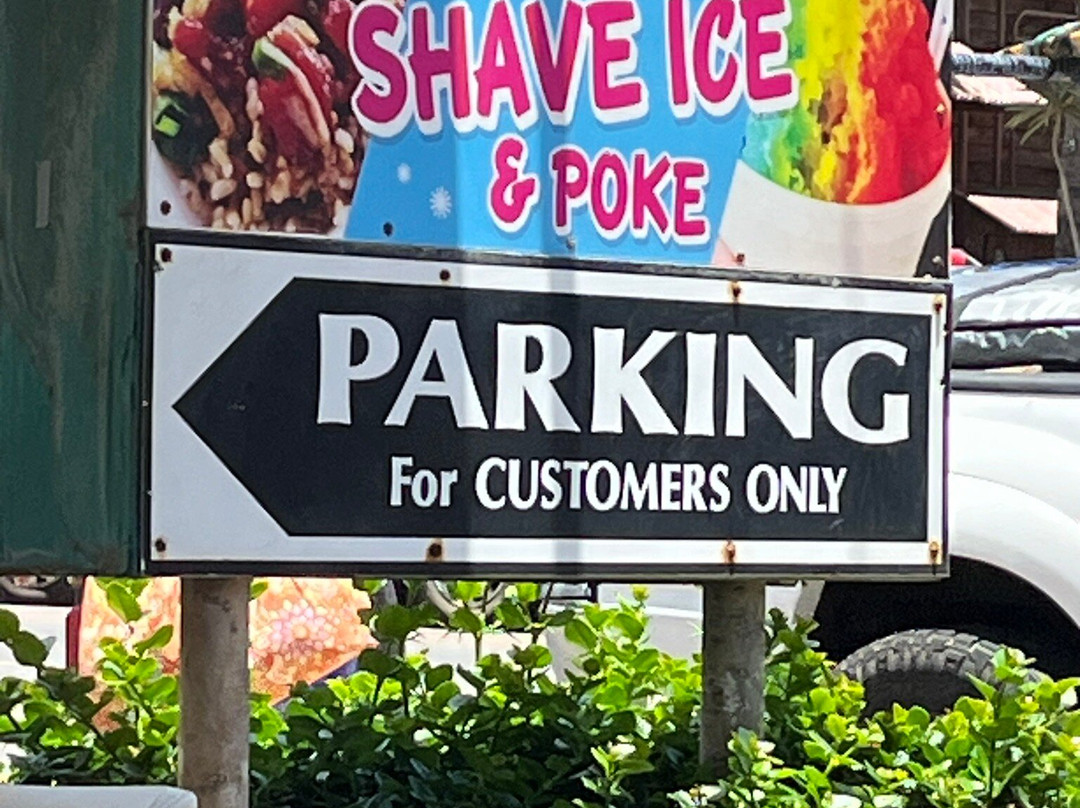 SHAVE ICE
& POKE
PARKING
For CUSTOMERS ONLY